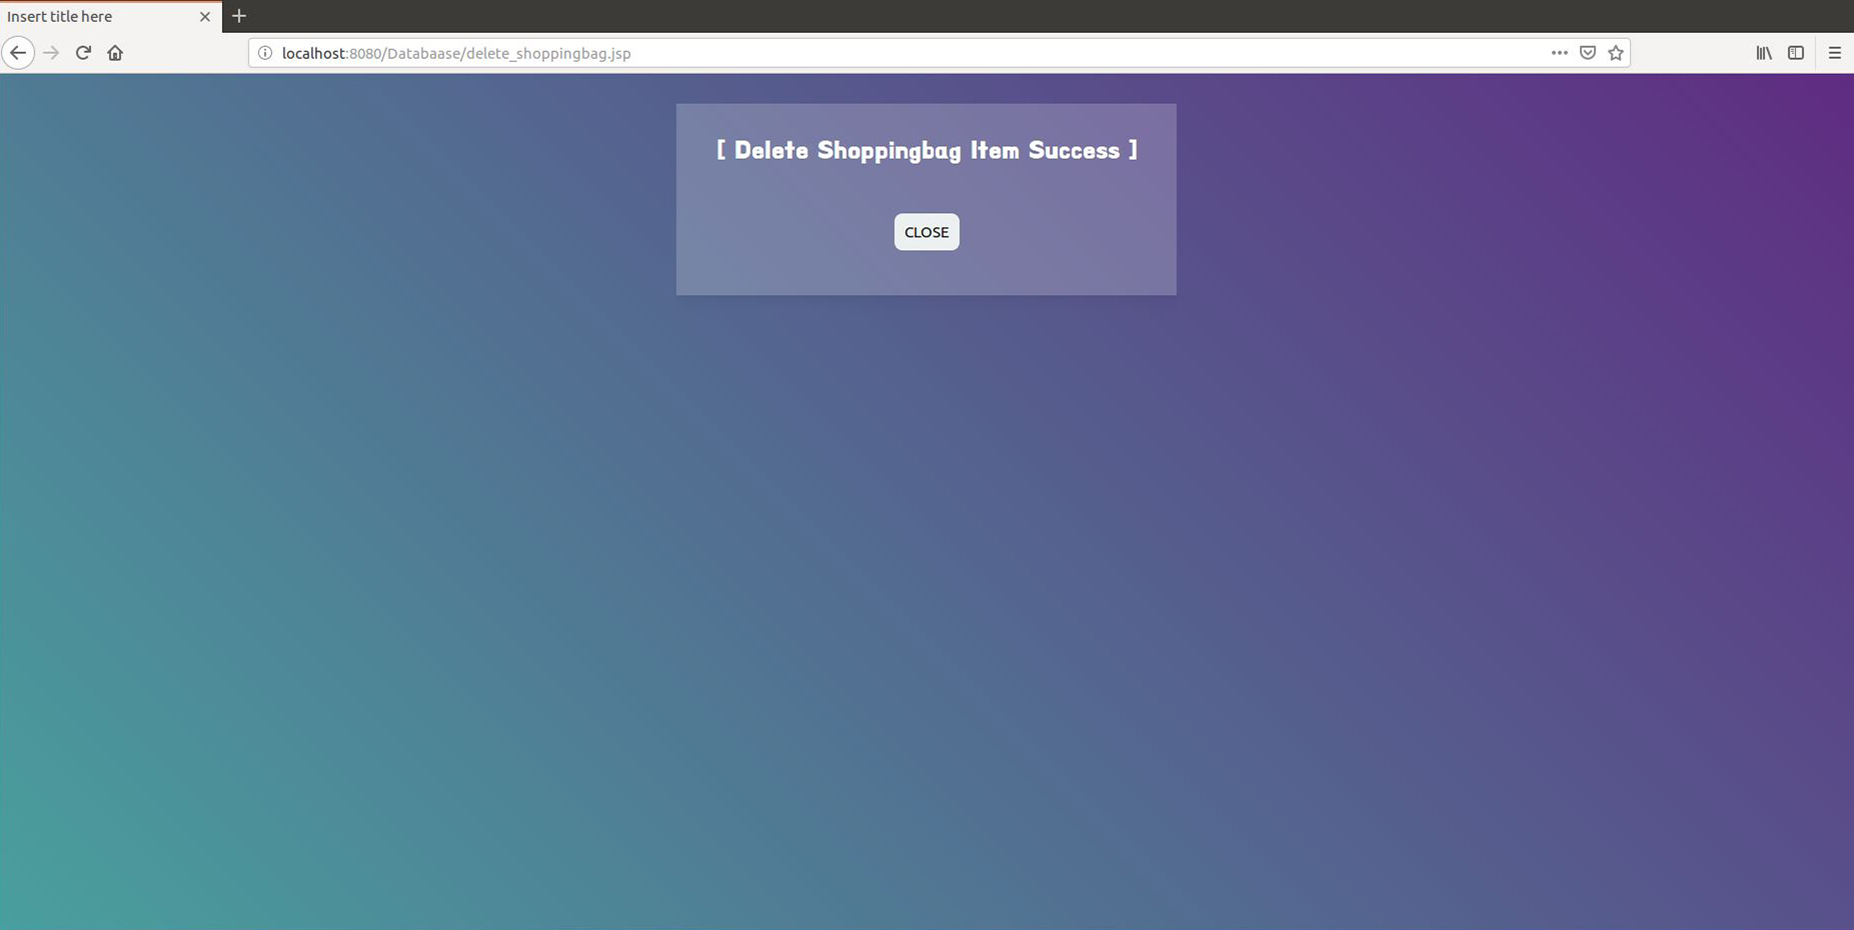 Insert title here
localhost:8080/Databaase/delete_shoppingbag.jsp
[ Delete Shoppingbag Item Success ]
CLOSE